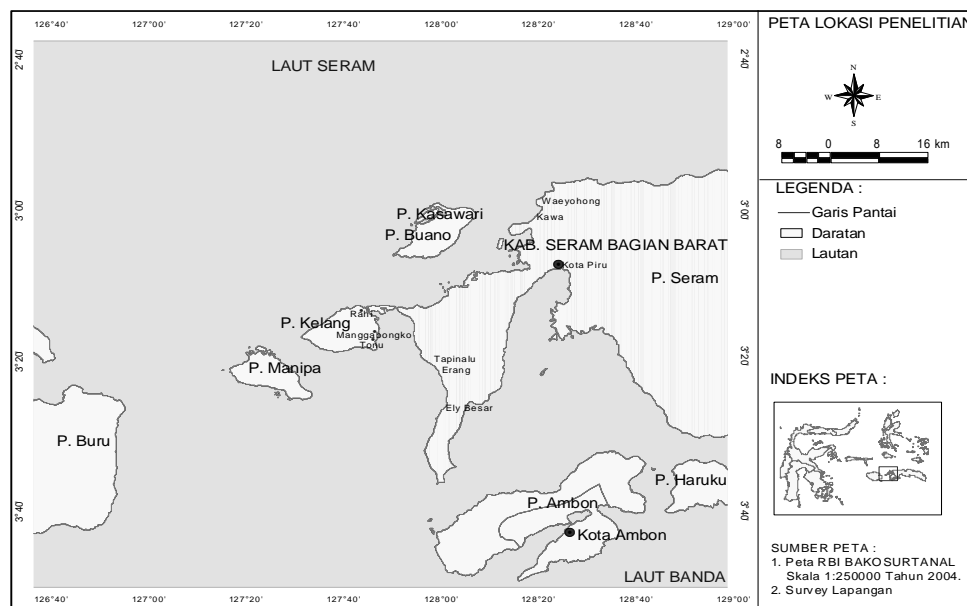 126°40'
127°00'
127°20'
127°40'
128°00'
128°20'
128°40'
129°00'
PETA LOKASI PENELITIAN
2°40'
2°40'
LAUT SERAM
N
W
E
S
8 0 8 16 km
LEGENDA :
Garis Pantai
Daratan
Lautan
Waeyohong
3°00'
P. Kasawari
Kawa
3°00'
P. Buano
KAB. SERAM BAGIAN BARAT
Kota Piru
P. Seram
P. Kelang
Manggapongko
Tonu
3°20'
P. Manipa
Tapinalu
Erang
3°20'
INDEKS PETA :
Ely Besar
P. Buru
P. Haruku
3°40'
P. Ambon
3°40'
Kota Ambon
LAUT BANDA
SUMBER PETA :
1. Peta RBI BAKOSURTANAL
Skala 1:250000 Tahun 2004.
2. Survey Lapangan
126°40'
127°00'
127°20'
127°40'
128°00'
128°20'
128°40'
129°00'